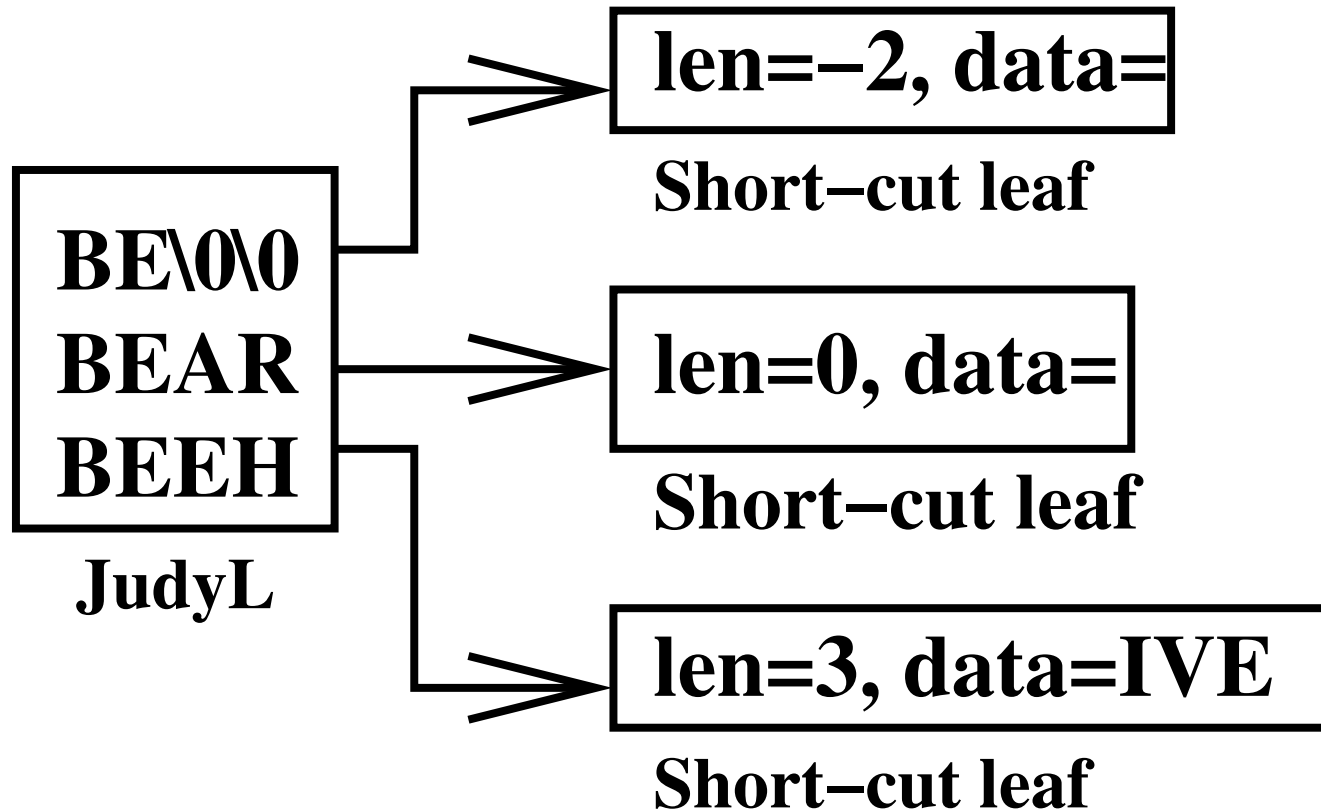 len=−2, data=
Short−cut leaf
BE\0\0
BEAR
BEEH
JudyL
len=0, data=
Short−cut leaf
len=3, data=IVE
Short−cut leaf